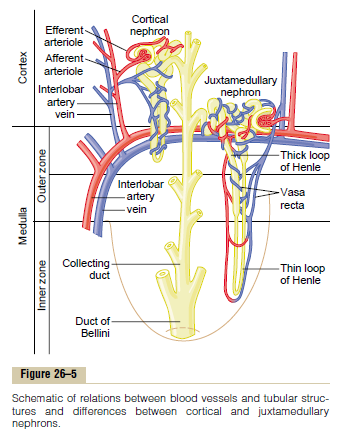 Cortical
nephron
Efferent
arteriole
Afferent
arteriole
Interlobar
artery
vein
Juxtamedullary
nephron
Cortex
Medulla
Outer zone
Inner zone
Thick loop
of Henle
Interlobar
artery
vein
Vasa
recta
Collecting
duct
Thin loop
of Henle
Duct of
Bellini
Figure 26–5
Schematic of relations between blood vessels and tubular struc-
tures and differences between cortical and juxtamedullary
nephrons.